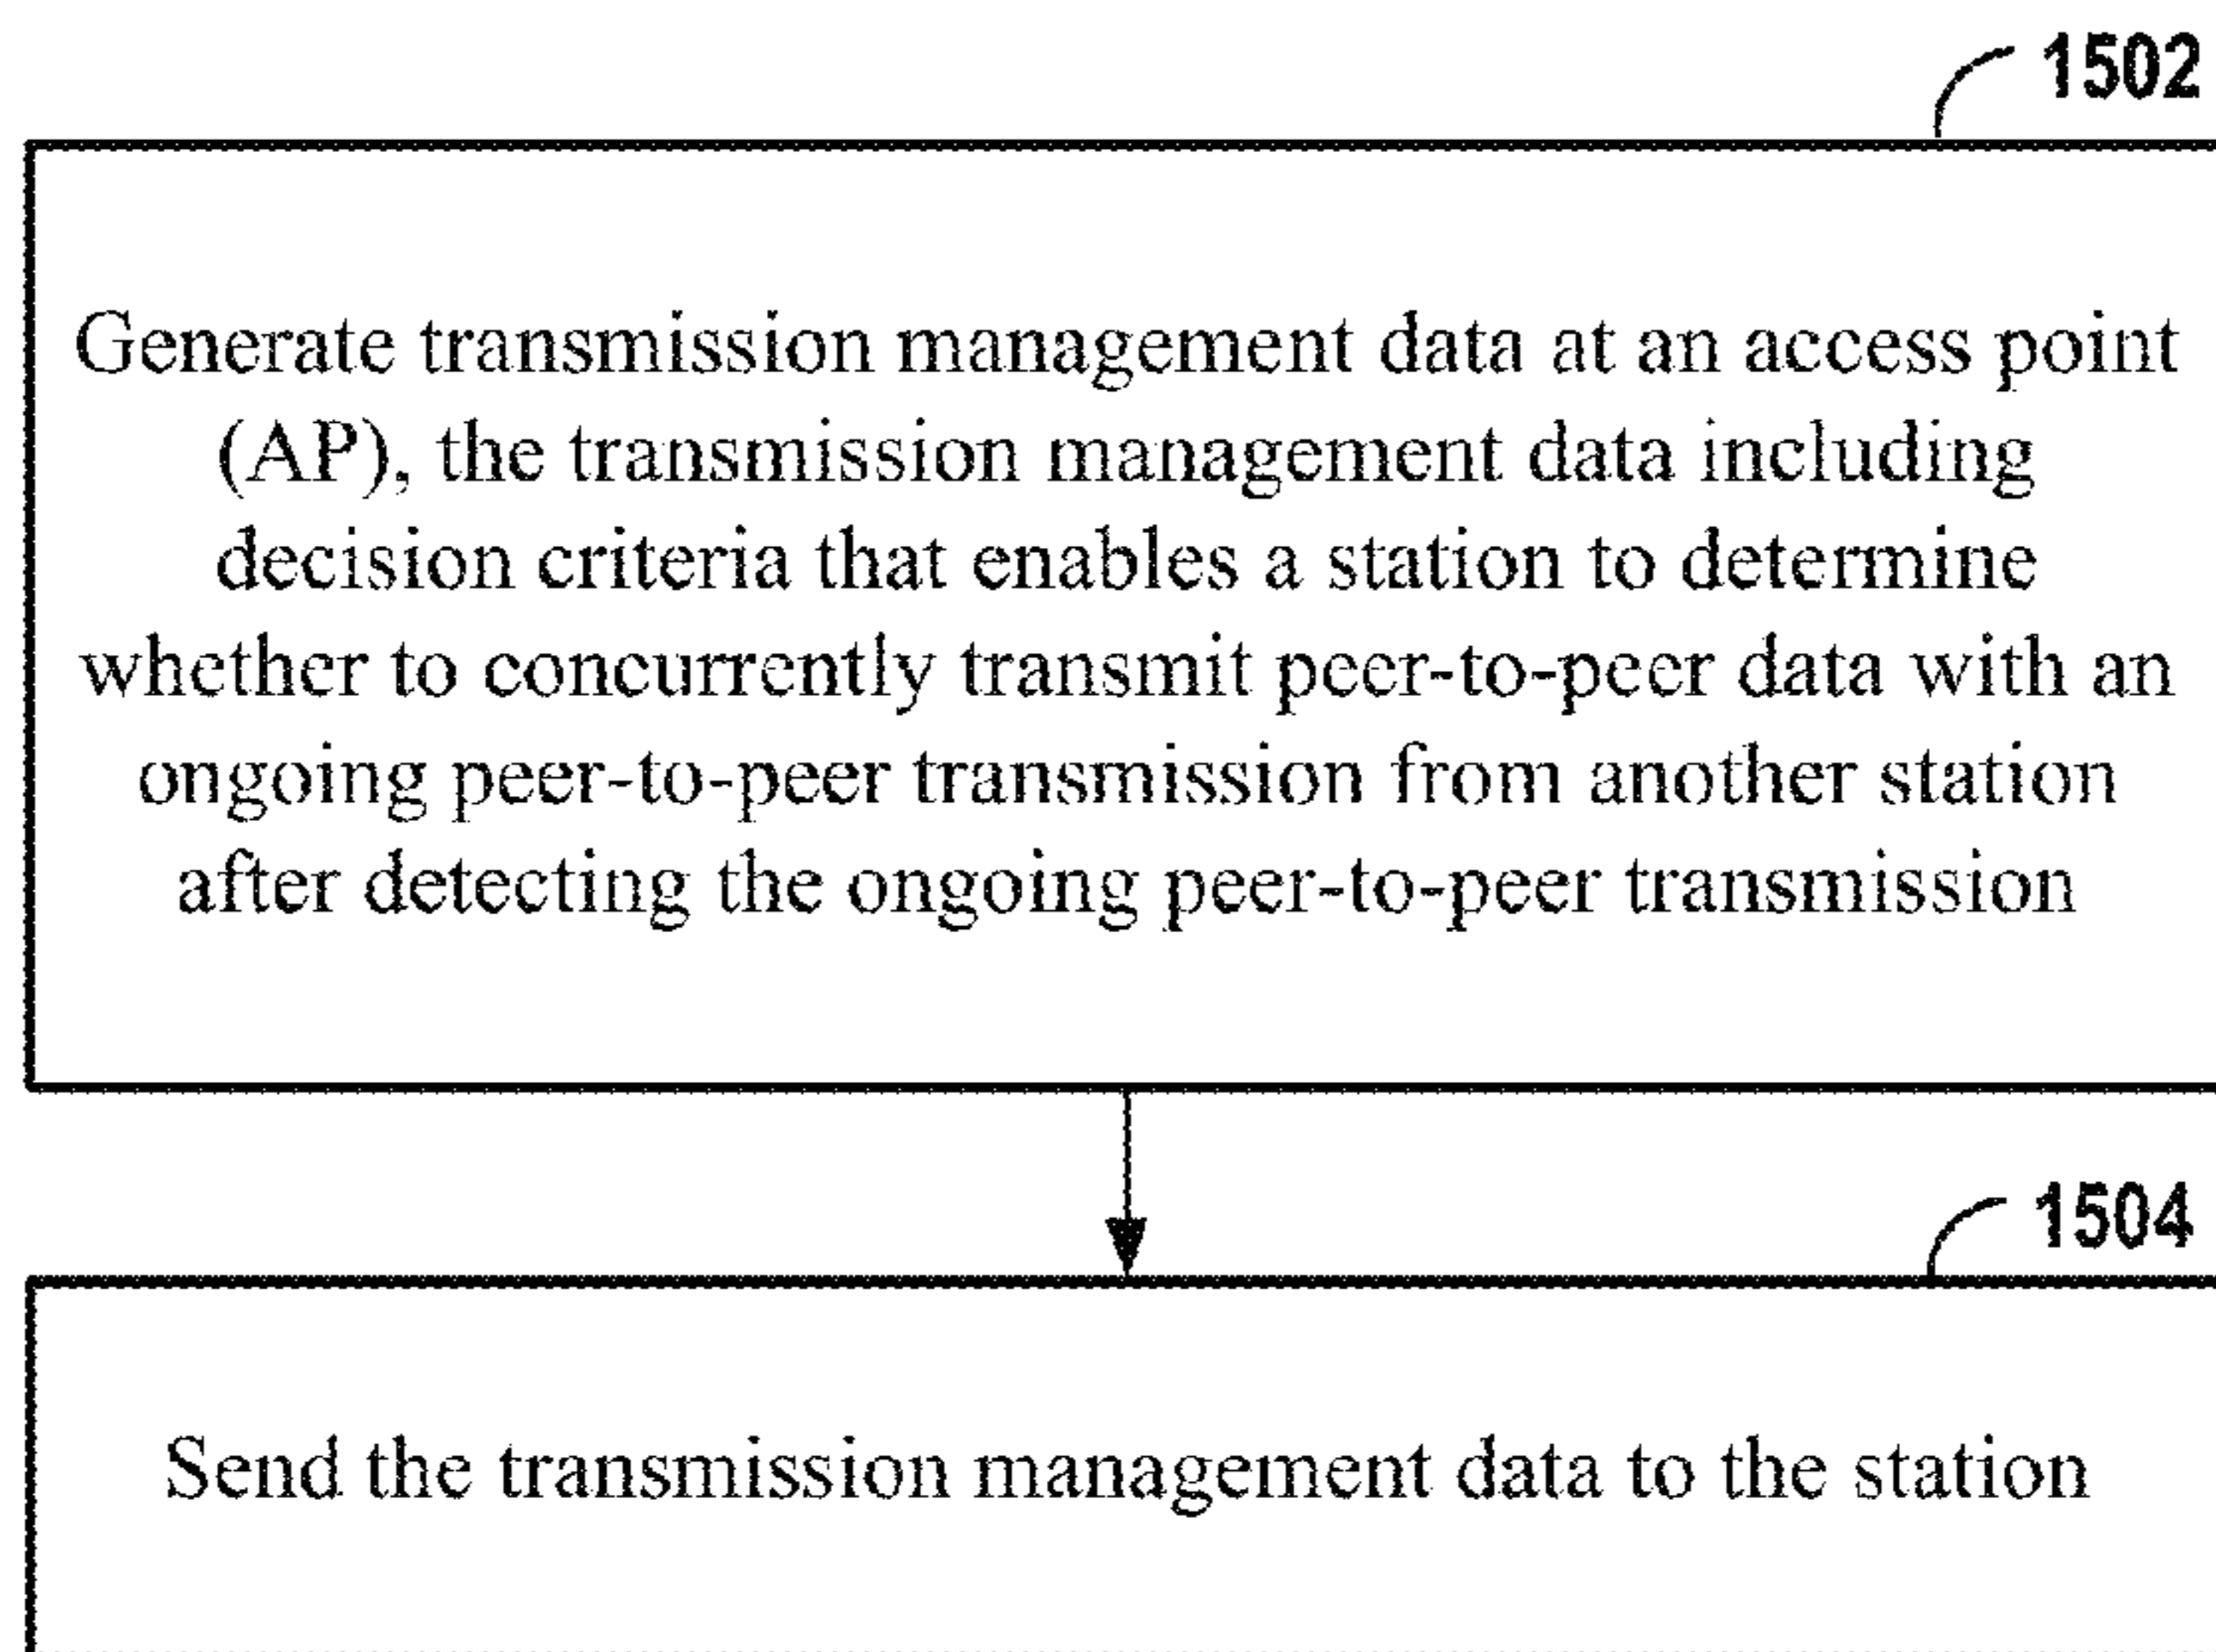 1502
Generate transmission management data at an access point
(AP), the transmission management data including
decision criteria that enables a station to determine
whether to concurrently transmit peer-to-peer data with an
ongoing peer-to-peer transmission from another station
after detecting the ongoing peer-to-peer transmission
1504
Send the transmission management data to the station